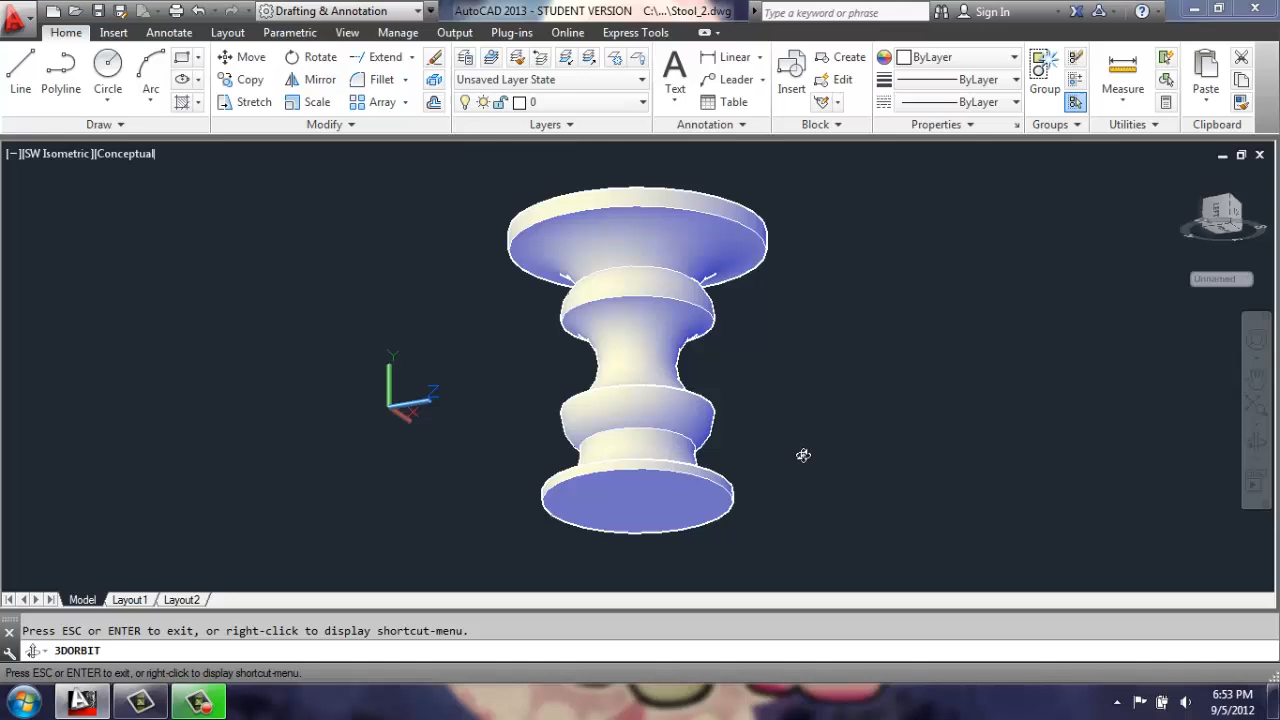 Drafting & Annotation
AutoCAD 2013 - STUDENT VERSION C:\...\Stool_2.dwg
Type a keyword or phrase
Sign In
Home Insert Annotate Layout Parametric View Manage Output Plug-ins Online Express Tools
Line Polyline Circle Arc
Move Rotate Extend
Copy Mirror Fillet
Stretch Scale Array
Unsaved Layer State
0
Text
Linear
Leader
Table
Insert
Create
Edit
ByLayer
ByLayer
ByLayer
Group
Measure
Paste
Draw Modify Layers Annotation Block Properties Groups Utilities Clipboard
[−][SW Isometric][Conceptual]
LEFT
Unnamed
Y
Z
X
Model Layout1 Layout2
Press ESC or ENTER to exit, or right-click to display shortcut-menu.
3DORBIT
Press ESC or ENTER to exit, or right-click to display shortcut-menu.
6:53 PM
9/5/2012